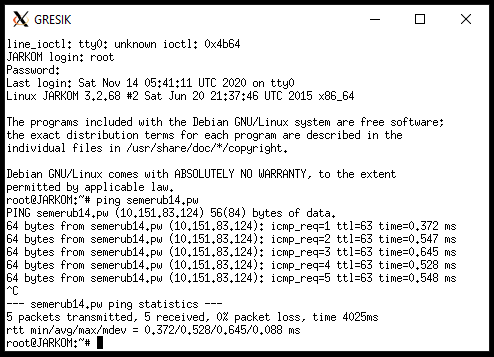 GRESIK
line_ioctl: tty0: unknown ioctl: 0x4b64
JARKOM login: root
Password:
Last login: Sat Nov 14 05:41:11 UTC 2020 on tty0
Linux JARKOM 3.2.68 #2 Sat Jun 20 21:37:46 UTC 2015 x86_64
The programs included with the Debian GNU/Linux system are free software;
the exact distribution terms for each program are described in the
individual files in /usr/share/doc/*/copyright.
Debian GNU/Linux comes with ABSOLUTELY NO WARRANTY, to the extent
permitted by applicable law.
root@JARKOM:~# ping semerub14.pw
PING semerub14.pw (10.151.83.124) 56(84) bytes of data.
64 bytes from semerub14.pw (10.151.83.124): icmp_req=1 ttl=63 time=0.372 ms
64 bytes from semerub14.pw (10.151.83.124): icmp_req=2 ttl=63 time=0.547 ms
64 bytes from semerub14.pw (10.151.83.124): icmp_req=3 ttl=63 time=0.645 ms
64 bytes from semerub14.pw (10.151.83.124): icmp_req=4 ttl=63 time=0.528 ms
64 bytes from semerub14.pw (10.151.83.124): icmp_req=5 ttl=63 time=0.548 ms
^C
--- semerub14.pw ping statistics ---
5 packets transmitted, 5 received, 0% packet loss, time 4025ms
rtt min/avg/max/mdev = 0.372/0.528/0.645/0.088 ms
root@JARKOM:~#